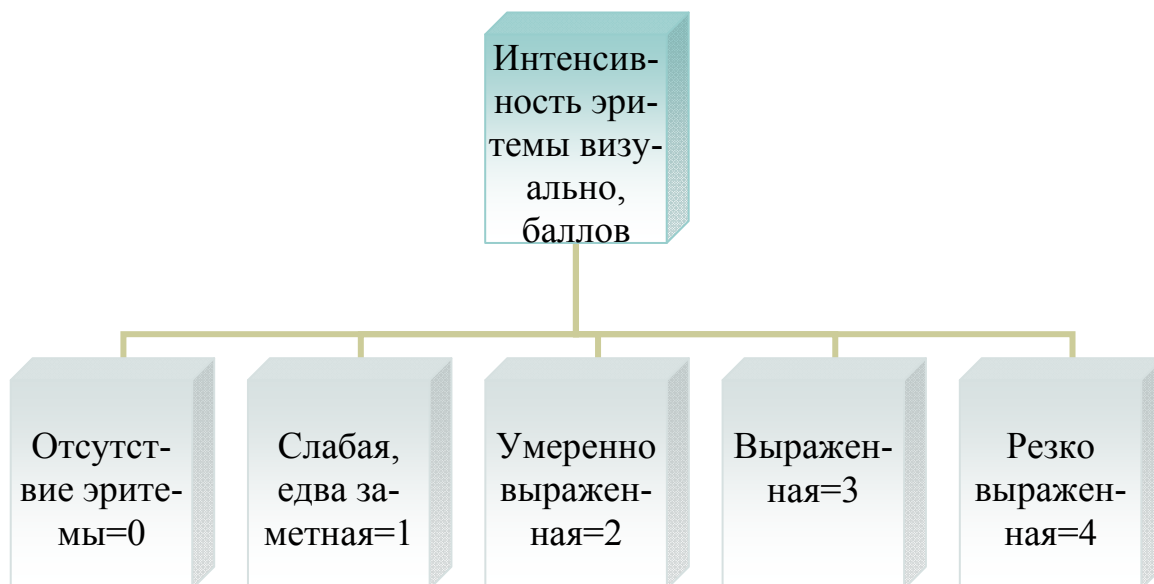 Интенсив-
ность эри-
темы визу-
ально,
баллов
Отсутст-
вие эрите-
мы=0
Слабая,
едва за-
метная=1
Умеренно
выражен-
ная=2
Выражен-
ная=3
Резко
выражен-
ная=4